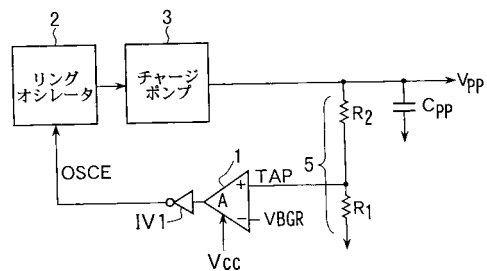 2
3
リング
オシレータ
チャージ
ポンプ
VPP
R2
CPP
OSCE
1
5
TAP
A
+
−
IV1
VBGR
R1
VCC